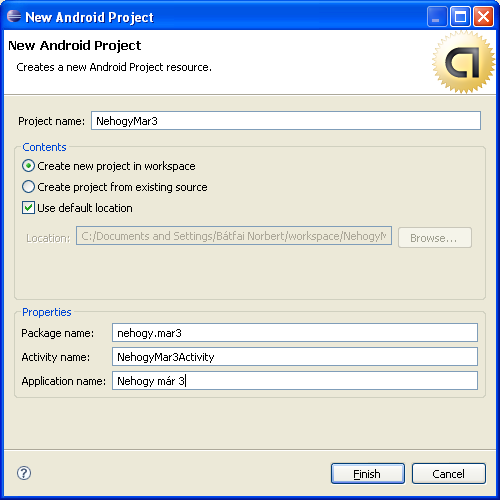 New Android Project
New Android Project
Creates a new Android Project resource.
Project name: NehogyMar3
Contents
Create new project in workspace
Create project from existing source
Use default location
Location: C:/Documents and Settings/Bátfai Norbert/workspace/NehogyM Browse...
Properties
Package name: nehogy.mar3
Activity name: NehogyMar3Activity
Application name: Nehogy már 3
? Finish Cancel